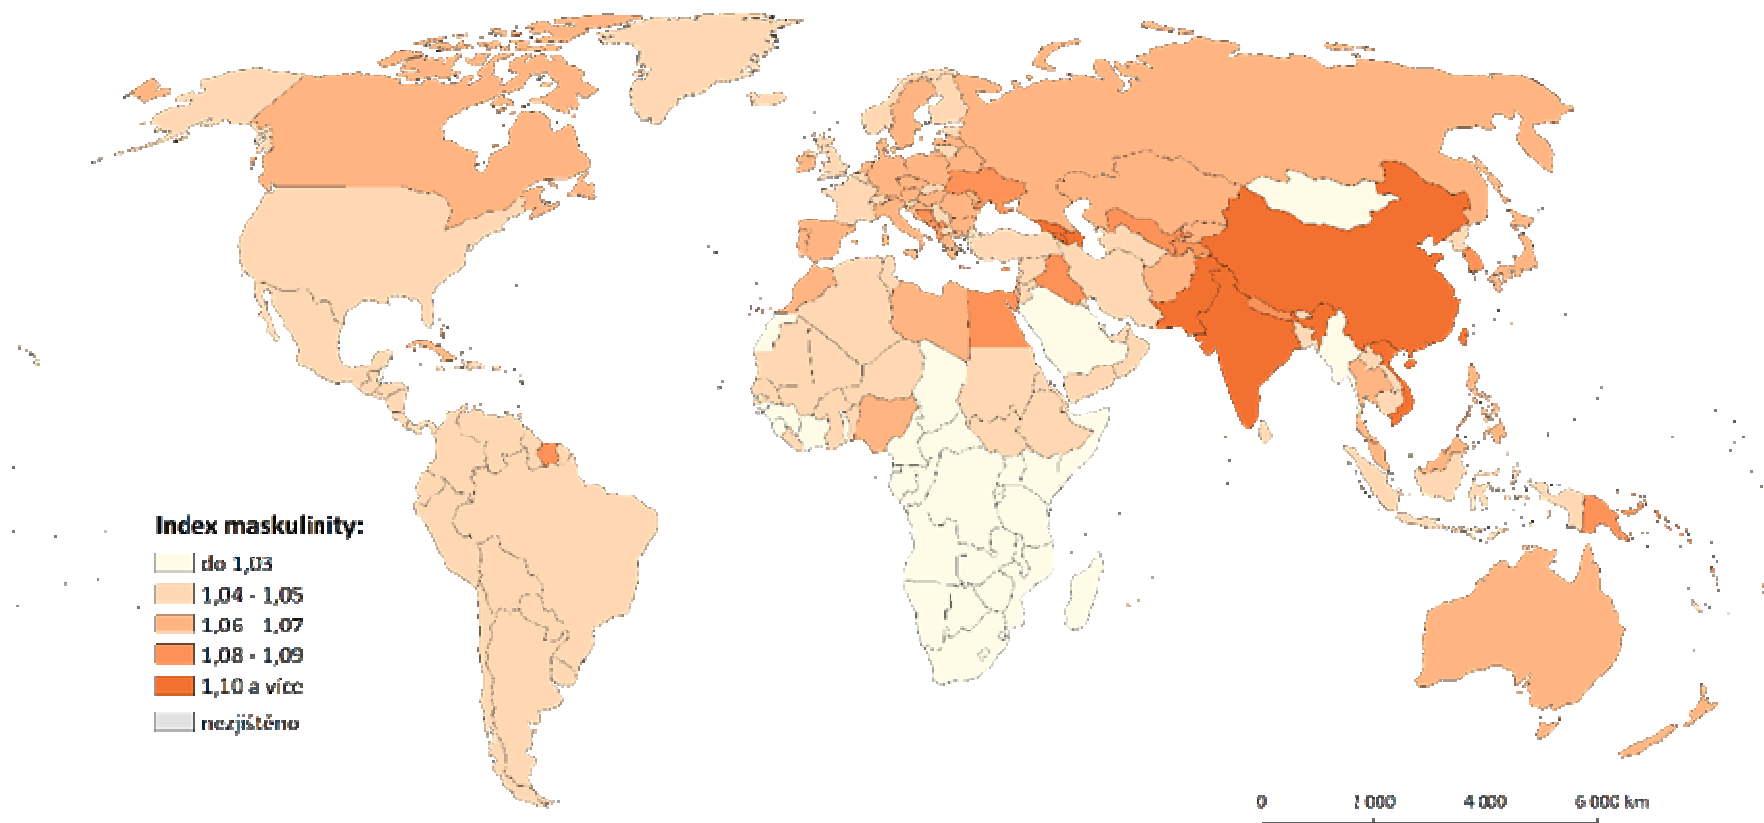 Index maskulinity:
do 1,03
1,04 - 1,05
1,06 - 1,07
1,08 - 1,09
1,10 a více
nezjištěno
0 2 000 4 000 6 000 km